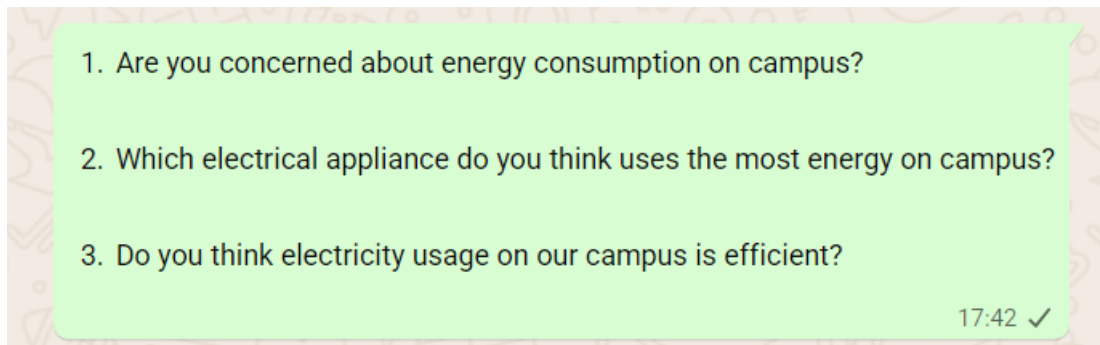 1. Are you concerned about energy consumption on campus?
2. Which electrical appliance do you think uses the most energy on campus?
3. Do you think electricity usage on our campus is efficient?
17:42